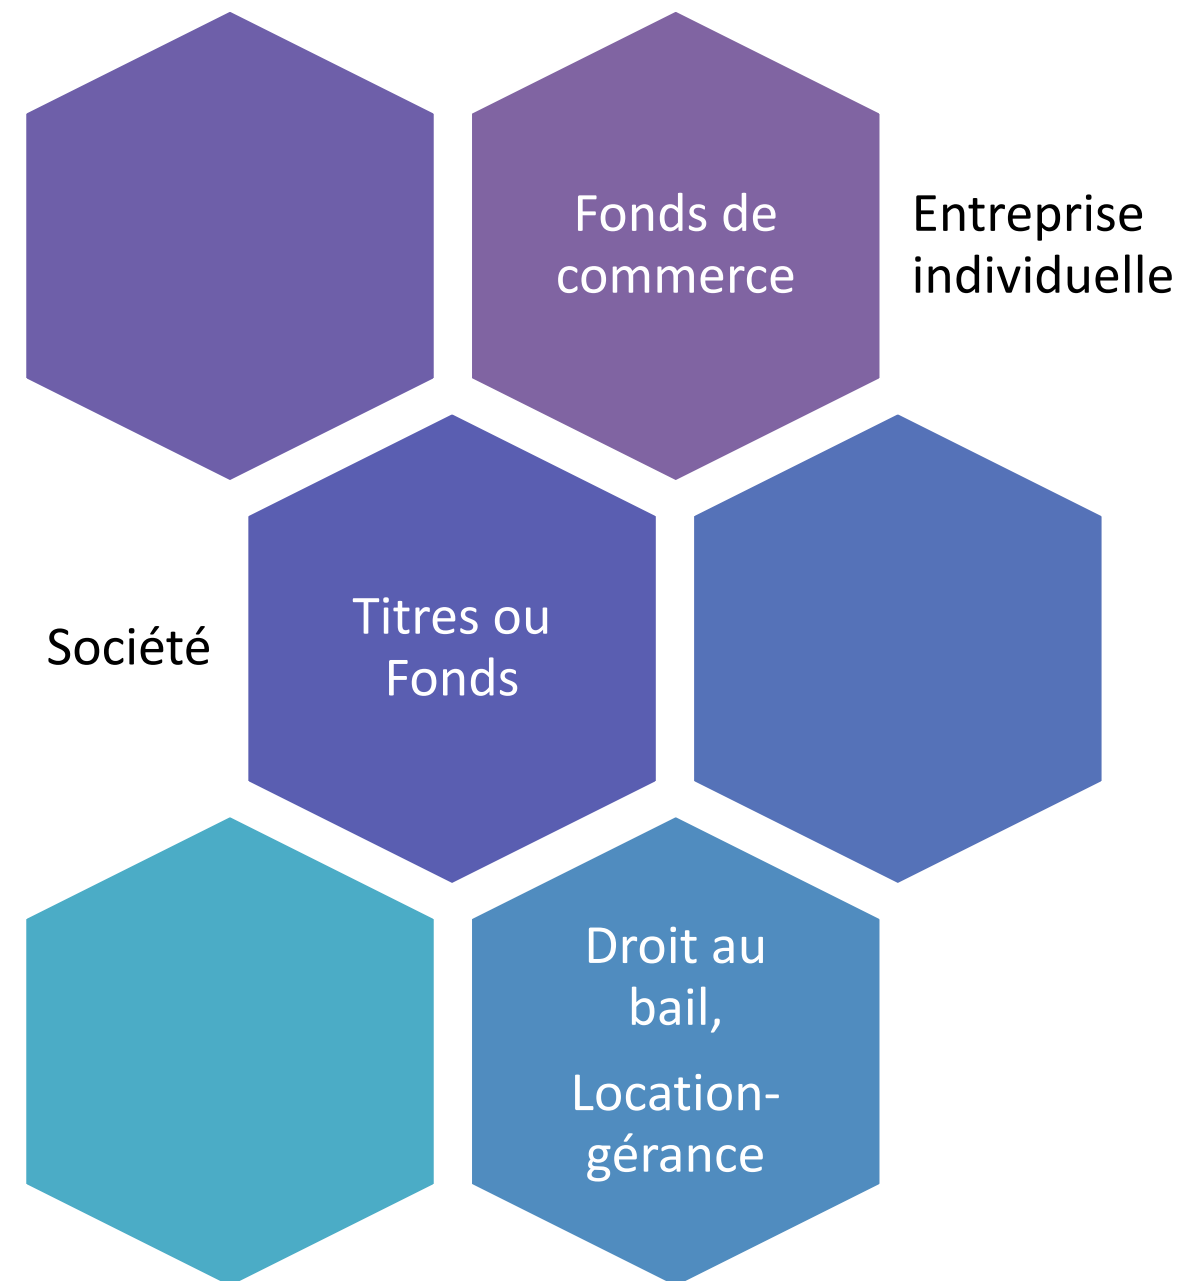 Fonds de
commerce
Entreprise
individuelle
Société
Titres ou
Fonds
Droit au
bail,
Location-
gérance